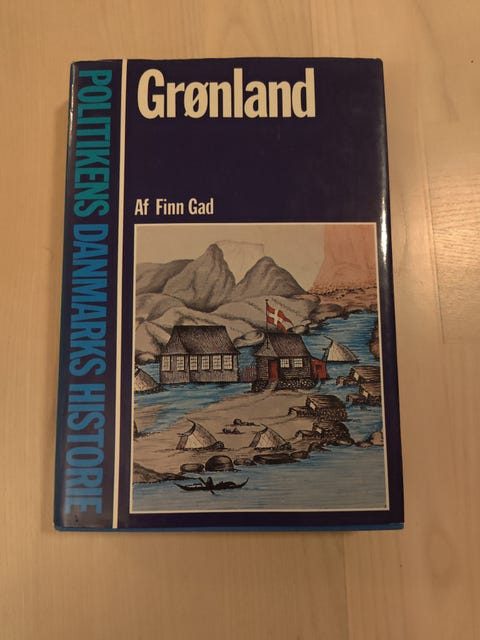 Grønland
Af Finn Gad
POLITIKENS DANMARKS HISTORIE